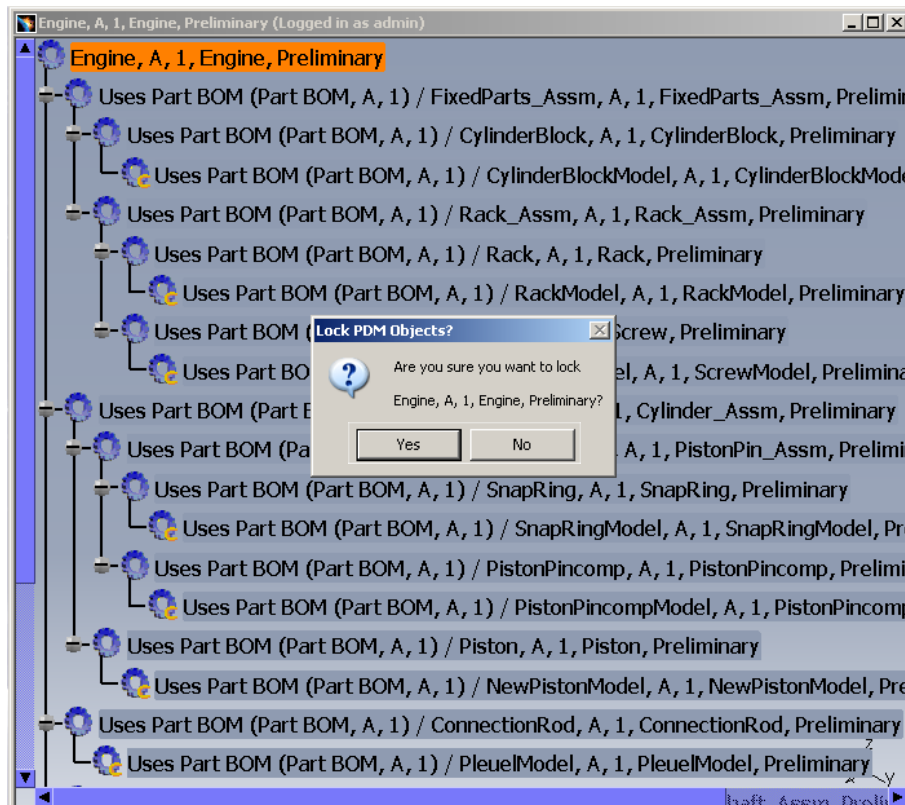 Engine, A, 1, Engine, Preliminary (Logged in as admin)
Engine, A, 1, Engine, Preliminary
Uses Part BOM (Part BOM, A, 1) / FixedParts_Assm, A, 1, FixedParts_Assm, Prelimi
Uses Part BOM (Part BOM, A, 1) / CylinderBlock, A, 1, CylinderBlock, Preliminary
Uses Part BOM (Part BOM, A, 1) / CylinderBlockModel, A, 1, CylinderBlockMode
Uses Part BOM (Part BOM, A, 1) / Rack_Assm, A, 1, Rack_Assm, Preliminary
Uses Part BOM (Part BOM, A, 1) / Rack, A, 1, Rack, Preliminary
Uses Part BOM (Part BOM, A, 1) / RackModel, A, 1, RackModel, Preliminary
Uses Part BOM Screw, Preliminary
Uses Part BO el, A, 1, ScrewModel, Prelimina
Uses Part BOM (Part 1, Cylinder_Assm, Preliminary
Uses Part BOM (Pa , A, 1, PistonPin_Assm, Prelimi
Uses Part BOM (Part BOM, A, 1) / SnapRing, A, 1, SnapRing, Preliminary
Uses Part BOM (Part BOM, A, 1) / SnapRingModel, A, 1, SnapRingModel, Pr
Uses Part BOM (Part BOM, A, 1) / PistonPincomp, A, 1, PistonPincomp, Prelimi
Uses Part BOM (Part BOM, A, 1) / PistonPincompModel, A, 1, PistonPincomp
Uses Part BOM (Part BOM, A, 1) / Piston, A, 1, Piston, Preliminary
Uses Part BOM (Part BOM, A, 1) / NewPistonModel, A, 1, NewPistonModel, Pre
Uses Part BOM (Part BOM, A, 1) / ConnectionRod, A, 1, ConnectionRod, Preliminary
Uses Part BOM (Part BOM, A, 1) / PleuelModel, A, 1, PleuelModel, Preliminary
z
x y
Lock PDM Objects?
Are you sure you want to lock
Engine, A, 1, Engine, Preliminary?
Yes No